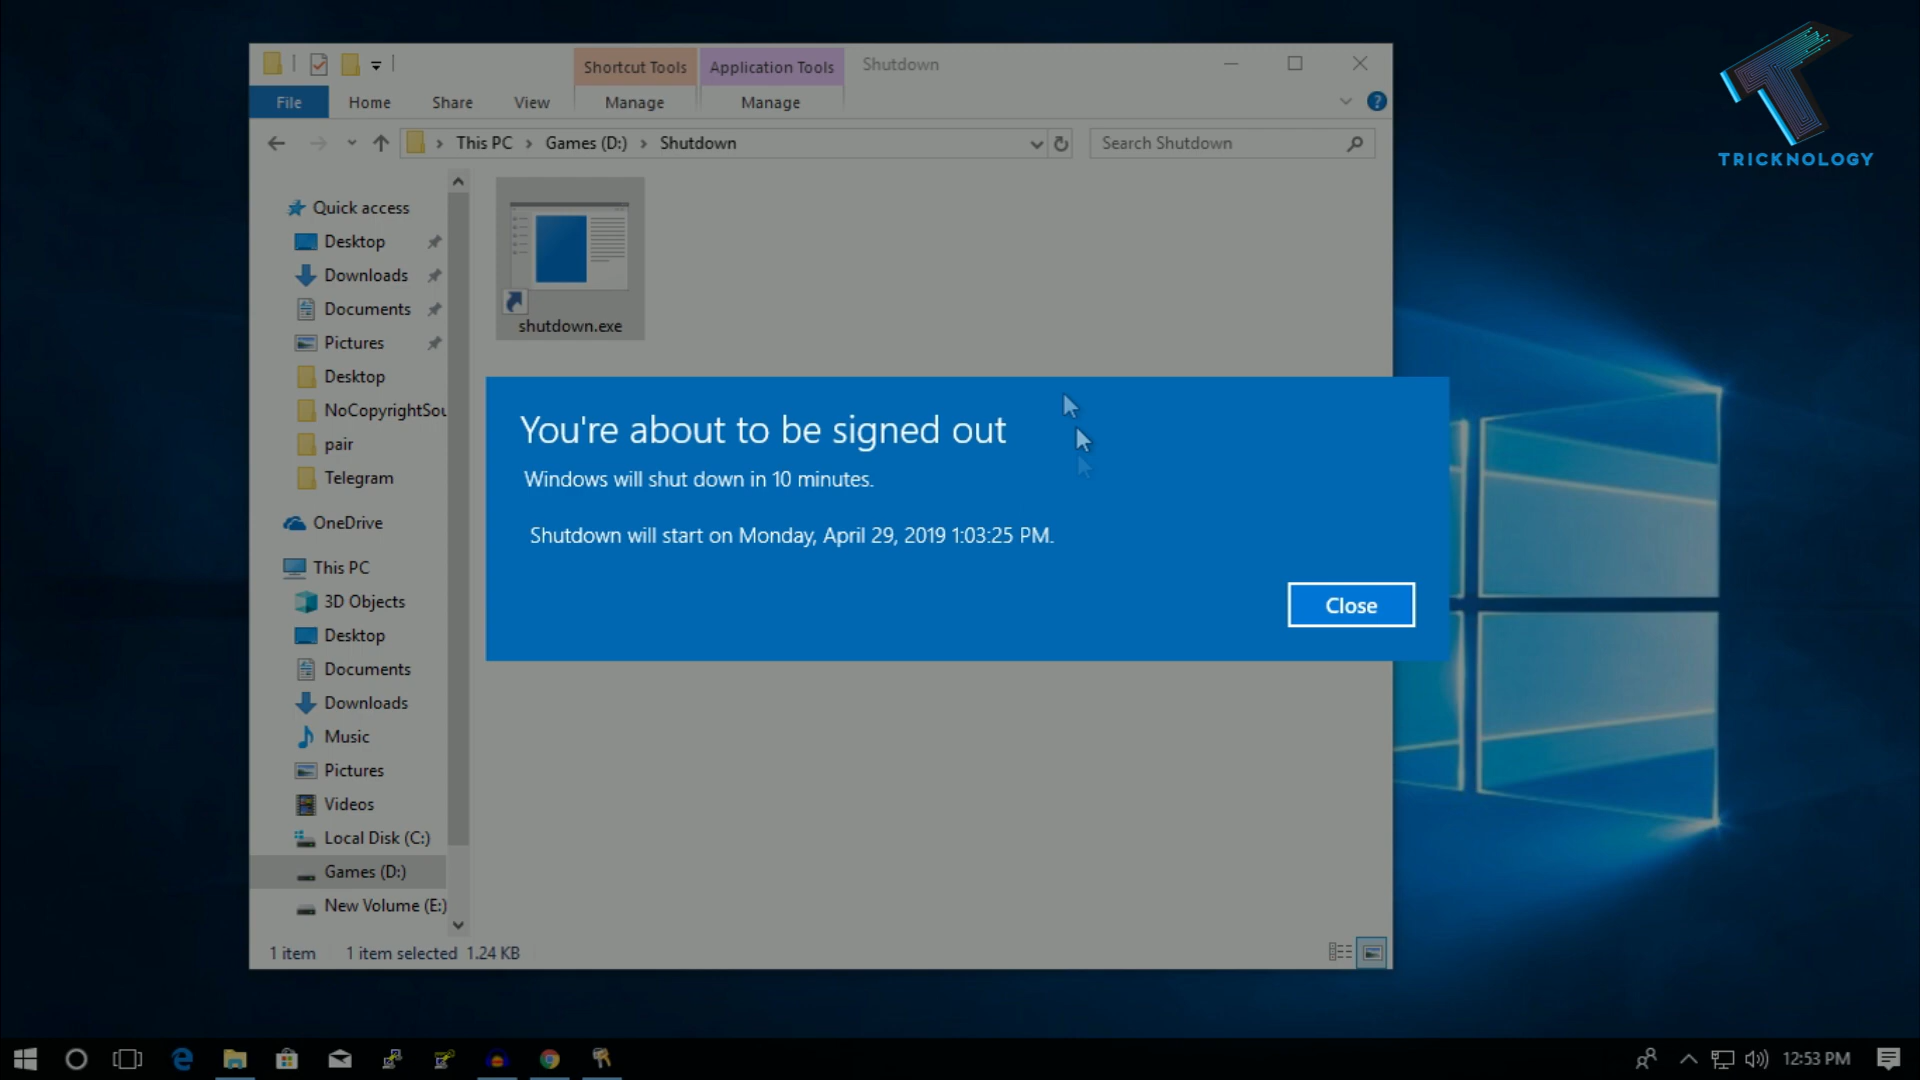 Shortcut Tools
Application Tools
Shutdown
File
Home
Share
View
Manage
Manage
?
This PC
Games (D:)
Shutdown
Search Shutdown
Quick access
Desktop
Downloads
Documents
Pictures
Desktop
NoCopyrightSou
pair
Telegram
OneDrive
This PC
3D Objects
Desktop
Documents
Downloads
Music
Pictures
Videos
Local Disk (C:)
Games (D:)
New Volume (E:)
shutdown.exe
You're about to be signed out
Windows will shut down in 10 minutes.
Shutdown will start on Monday, April 29, 2019 1:03:25 PM.
Close
1 item
1 item selected 1.24 KB
TRICKNOLOGY
12:53 PM